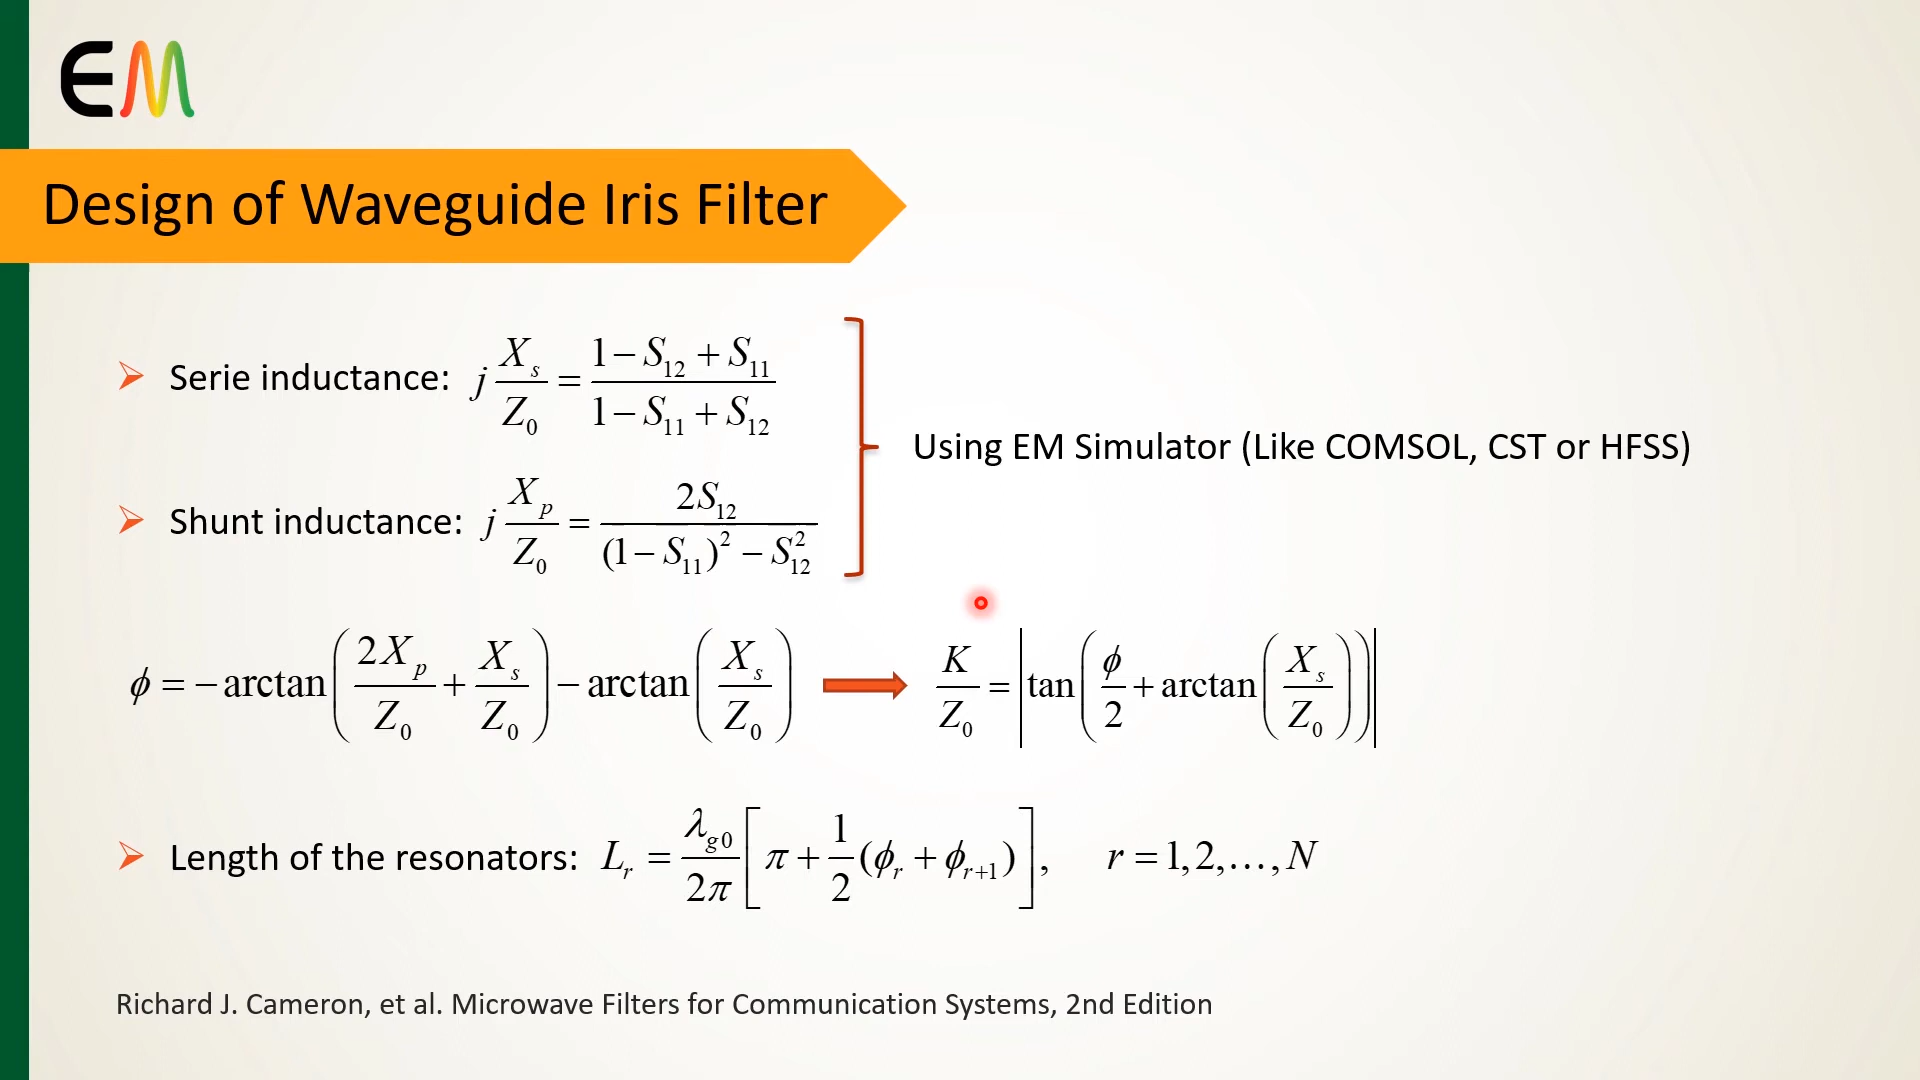 EM
Design of Waveguide Iris Filter
Serie inductance: j X_s / Z_0 = (1 − S_12 + S_11) / (1 − S_11 + S_12)
Using EM Simulator (Like COMSOL, CST or HFSS)
Shunt inductance: j X_p / Z_0 = 2S_12 / ((1 − S_11)^2 − S_12^2)
ϕ = − arctan(2X_p / Z_0 + X_s / Z_0) − arctan(X_s / Z_0)
K / Z_0 = |tan(ϕ / 2 + arctan(X_s / Z_0))|
Length of the resonators: L_r = λ_g0 / 2π [π + 1/2 (ϕ_r + ϕ_r+1)], r = 1, 2, …, N
Richard J. Cameron, et al. Microwave Filters for Communication Systems, 2nd Edition